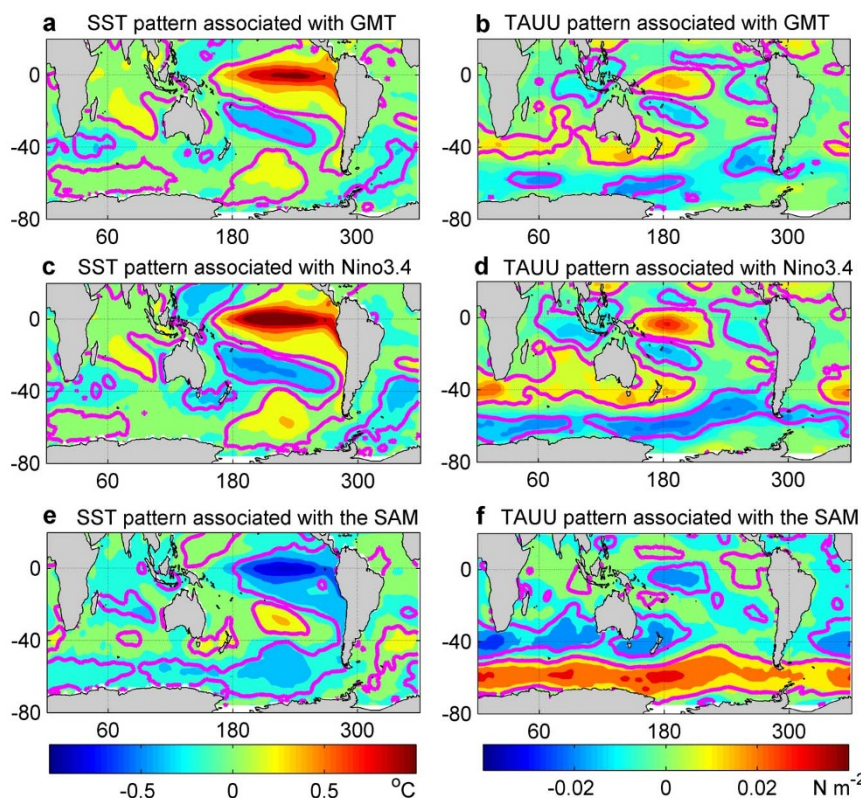 a SST pattern associated with GMT
b TAUU pattern associated with GMT
0
-40
-80
60 180 300
0
-40
-80
60 180 300
c SST pattern associated with Nino3.4
d TAUU pattern associated with Nino3.4
0
-40
-80
60 180 300
0
-40
-80
60 180 300
e SST pattern associated with the SAM
f TAUU pattern associated with the SAM
0
-40
-80
60 180 300
0
-40
-80
60 180 300
-0.5 0 0.5 °C
-0.02 0 0.02 N m⁻²